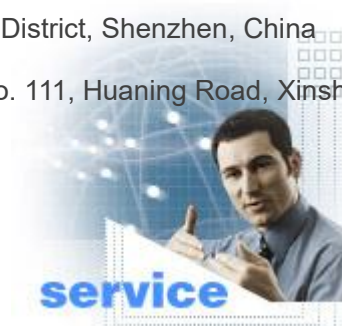 District, Shenzhen, China
o. 111, Huaning Road, Xinsh
service